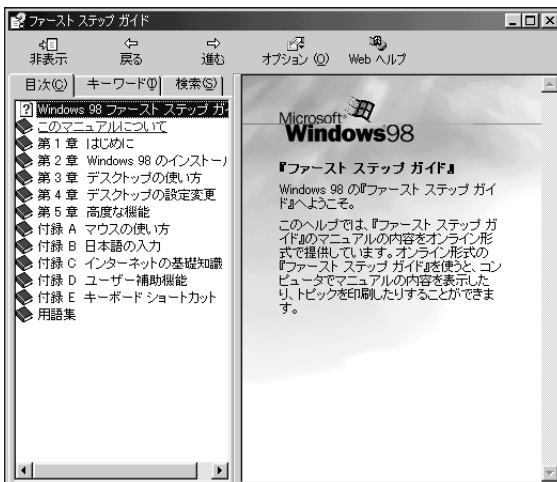 ファースト ステップ ガイド
非表示 戻る 進む オプション (O) Web ヘルプ
目次(C) キーワード(I) 検索(S)
Windows 98 ファースト ステップ ガ
このマニュアルについて
第 1 章 はじめに
第 2 章 Windows 98 のインストー
第 3 章 デスクトップの使い方
第 4 章 デスクトップの設定変更
第 5 章 高度な機能
付録 A マウスの使い方
付録 B 日本語の入力
付録 C インターネットの基礎知識
付録 D ユーザー補助機能
付録 E キーボード ショートカット
用語集
Microsoft
Windows98
『ファースト ステップ ガイド』
Windows 98 の『ファースト ステップ ガイ
ド』へようこそ。
このヘルプでは、『ファースト ステップ ガ
イド』のマニュアルの内容をオンライン形
式で提供しています。オンライン形式の
『ファースト ステップ ガイド』を使うと、コン
ピュータでマニュアルの内容を表示した
り、トピックを印刷したりすることができま
す。